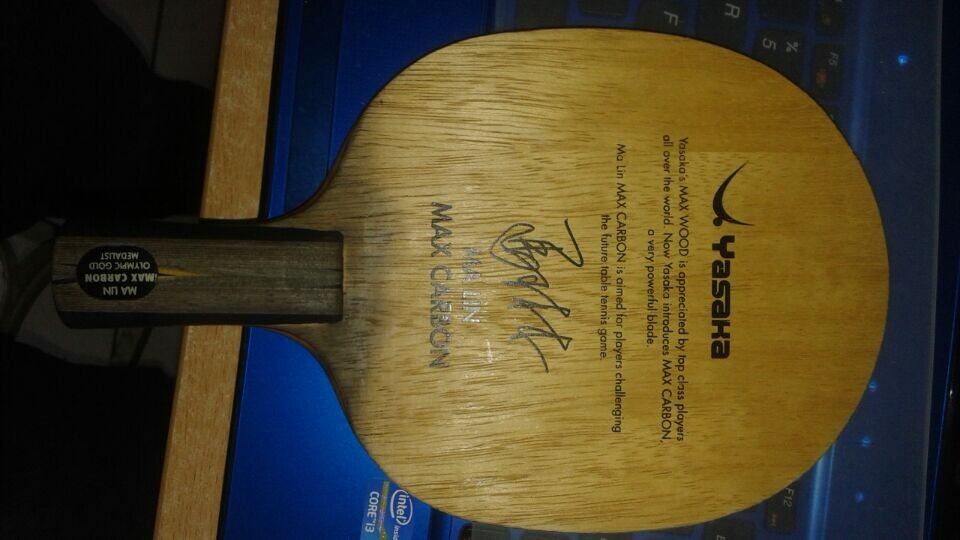 Yasaka
Yasaka's MAX WOOD is appreciated by top class players
all over the world. Now Yasaka introduces MAX CARBON,
a very powerful blade.
Ma Lin MAX CARBON is aimed for players challenging
the future table tennis game.
MA LIN
MAX CARBON
MA LIN
MAX CARBON
OLYMPIC GOLD
MEDALIST
intel
insi
CORE i3
F
R
%
5
F5
F12